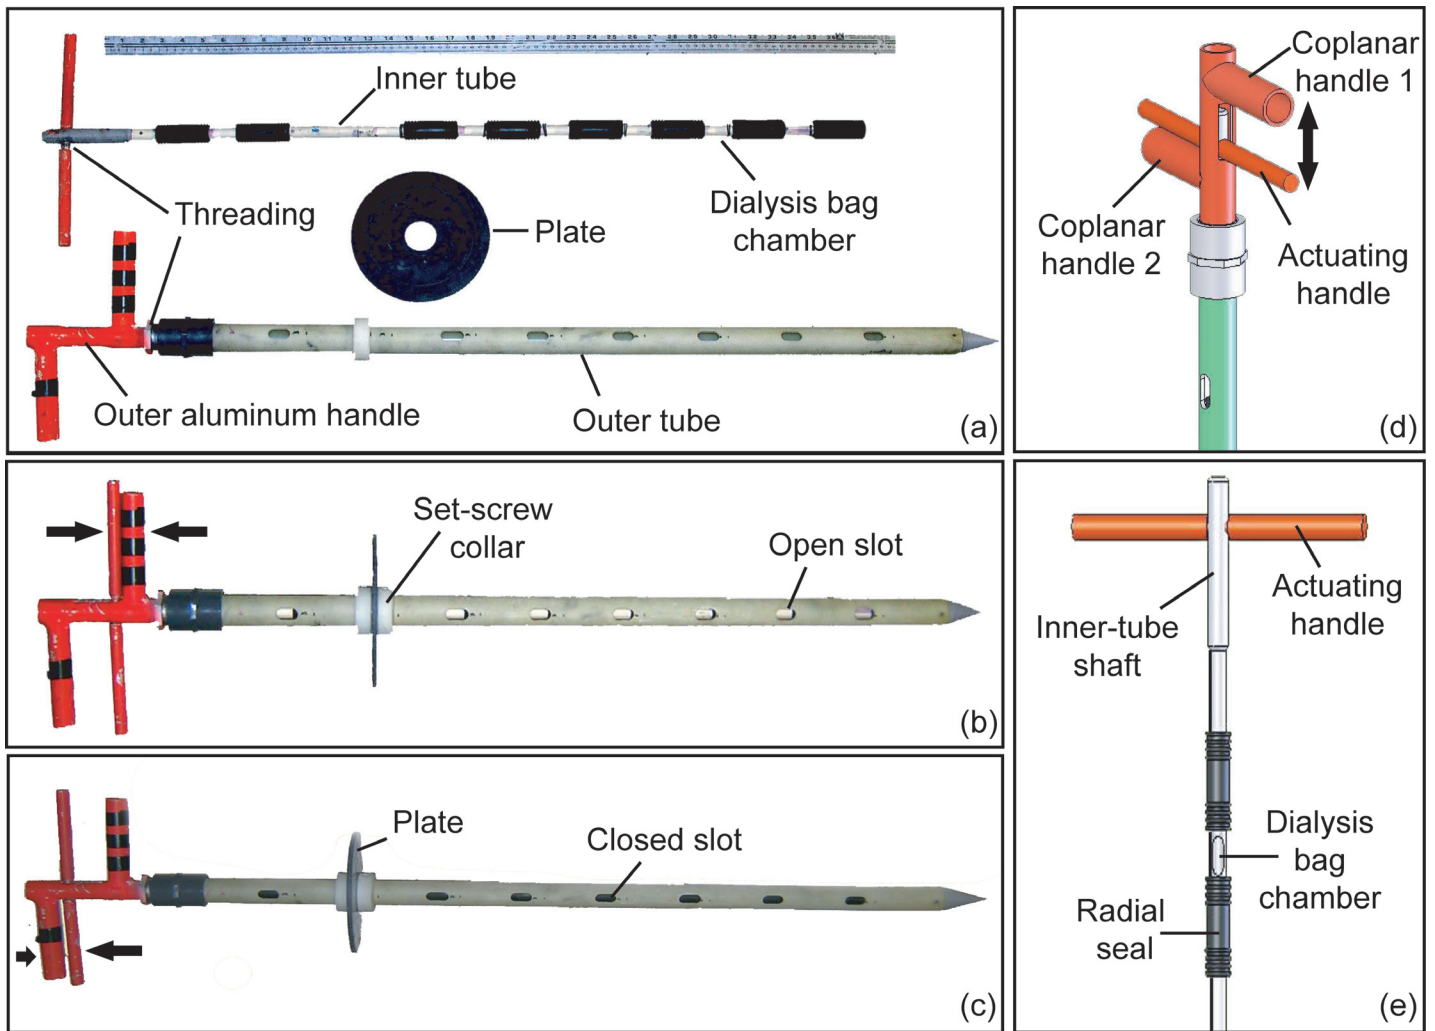 Inner tube
Threading
Plate
Dialysis bag
chamber
Outer aluminum handle
Outer tube
(a)
Set-screw
collar
Open slot
(b)
Plate
Closed slot
(c)
Coplanar
handle 1
Coplanar
handle 2
Actuating
handle
(d)
Actuating
handle
Inner-tube
shaft
Dialysis
bag
chamber
Radial
seal
(e)